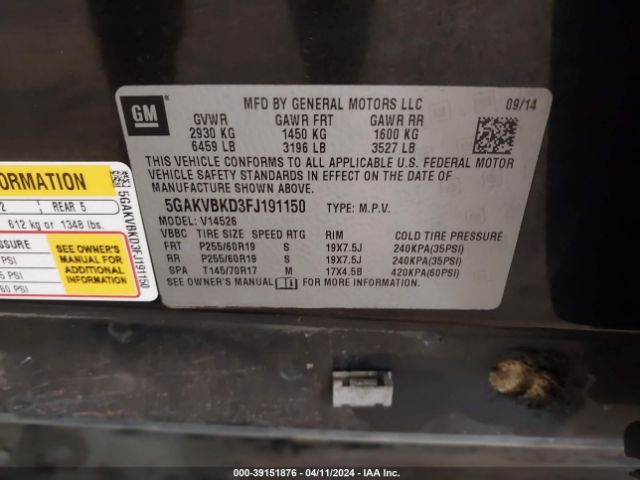 GM
MFD BY GENERAL MOTORS LLC 09/14
GVWR GAWR FRT GAWR RR
2930 KG 1450 KG 1600 KG
6459 LB 3196 LB 3527 LB
THIS VEHICLE CONFORMS TO ALL APPLICABLE U.S. FEDERAL MOTOR
VEHICLE SAFETY STANDARDS IN EFFECT ON THE DATE OF
MANUFACTURE SHOWN ABOVE.
5GAKVBKD3FJ191150 TYPE: M.P.V.
MODEL: V14526
VBBC TIRE SIZE SPEED RTG RIM COLD TIRE PRESSURE
FRT P255/60R19 S 19X7.5J 240KPA(35PSI)
RR P255/60R19 S 19X7.5J 240KPA(35PSI)
SPA T145/70R17 M 17X4.5B 420KPA(60PSI)
SEE OWNER'S MANUAL FOR MORE INFORMATION.
REAR 5
612 kg or 1348 lbs.
SEE OWNER'S
MANUAL FOR
ADDITIONAL
INFORMATION
PSI
PSI
5GAKVBKD3FJ191150
000-39151876 - 04/11/2024 - IAA Inc.